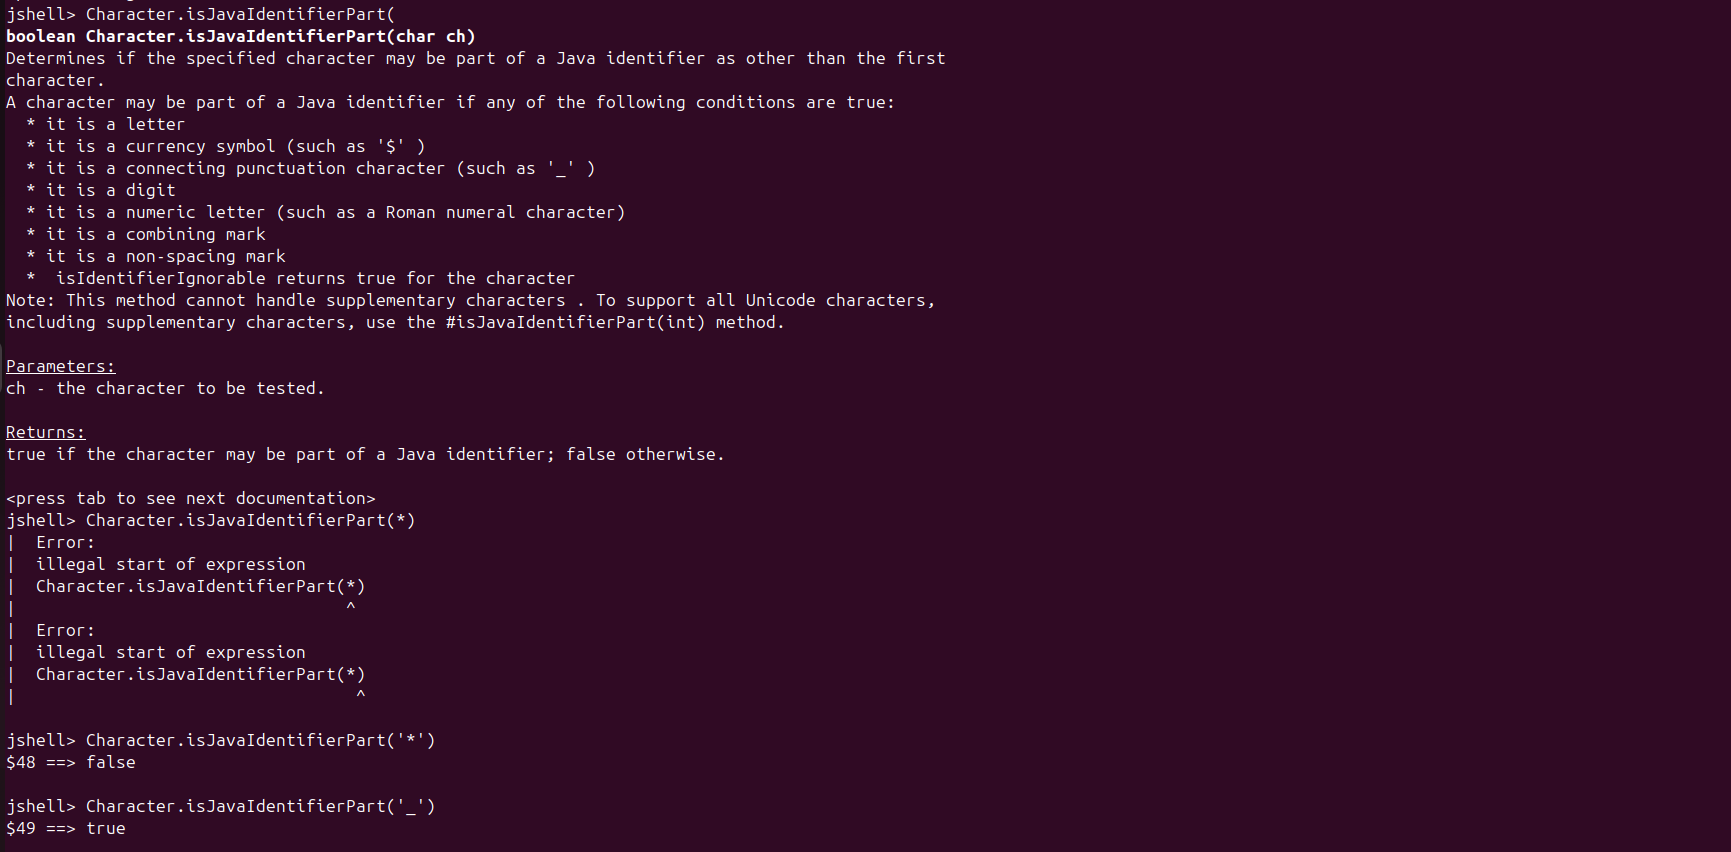 jshell> Character.isJavaIdentifierPart(
boolean Character.isJavaIdentifierPart(char ch)
Determines if the specified character may be part of a Java identifier as other than the first
character.
A character may be part of a Java identifier if any of the following conditions are true:
  * it is a letter
  * it is a currency symbol (such as '$' )
  * it is a connecting punctuation character (such as '_' )
  * it is a digit
  * it is a numeric letter (such as a Roman numeral character)
  * it is a combining mark
  * it is a non-spacing mark
  *  isIdentifierIgnorable returns true for the character
Note: This method cannot handle supplementary characters . To support all Unicode characters,
including supplementary characters, use the #isJavaIdentifierPart(int) method.

Parameters:
ch - the character to be tested.

Returns:
true if the character may be part of a Java identifier; false otherwise.

<press tab to see next documentation>
jshell> Character.isJavaIdentifierPart(*)
|  Error:
|  illegal start of expression
|  Character.isJavaIdentifierPart(*)
|                                 ^
|  Error:
|  illegal start of expression
|  Character.isJavaIdentifierPart(*)
|                                  ^

jshell> Character.isJavaIdentifierPart('*')
$48 ==> false

jshell> Character.isJavaIdentifierPart('_')
$49 ==> true